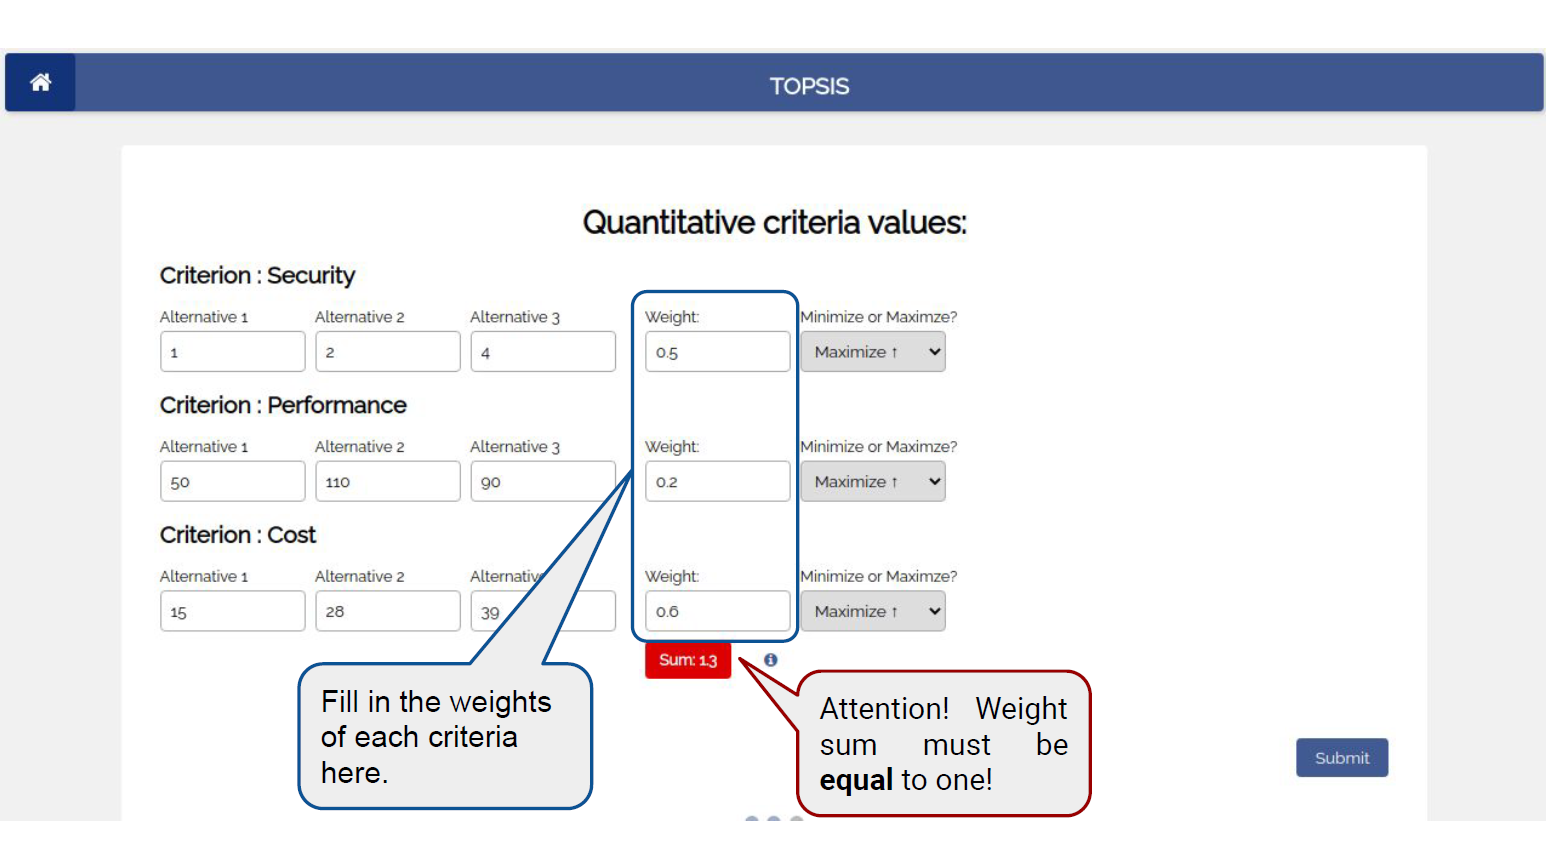 TOPSIS
Quantitative criteria values:
Criterion : Security
Alternative 1 Alternative 2 Alternative 3 Weight: Minimize or Maximze?
1 2 4 0.5 Maximize ↑
Criterion : Performance
Alternative 1 Alternative 2 Alternative 3 Weight: Minimize or Maximze?
50 110 90 0.2 Maximize ↑
Criterion : Cost
Alternative 1 Alternative 2 Alternativ Weight: Minimize or Maximze?
15 28 39 0.6 Maximize ↑
Sum: 1.3
Fill in the weights
of each criteria
here.
Attention! Weight
sum must be
equal to one!
Submit